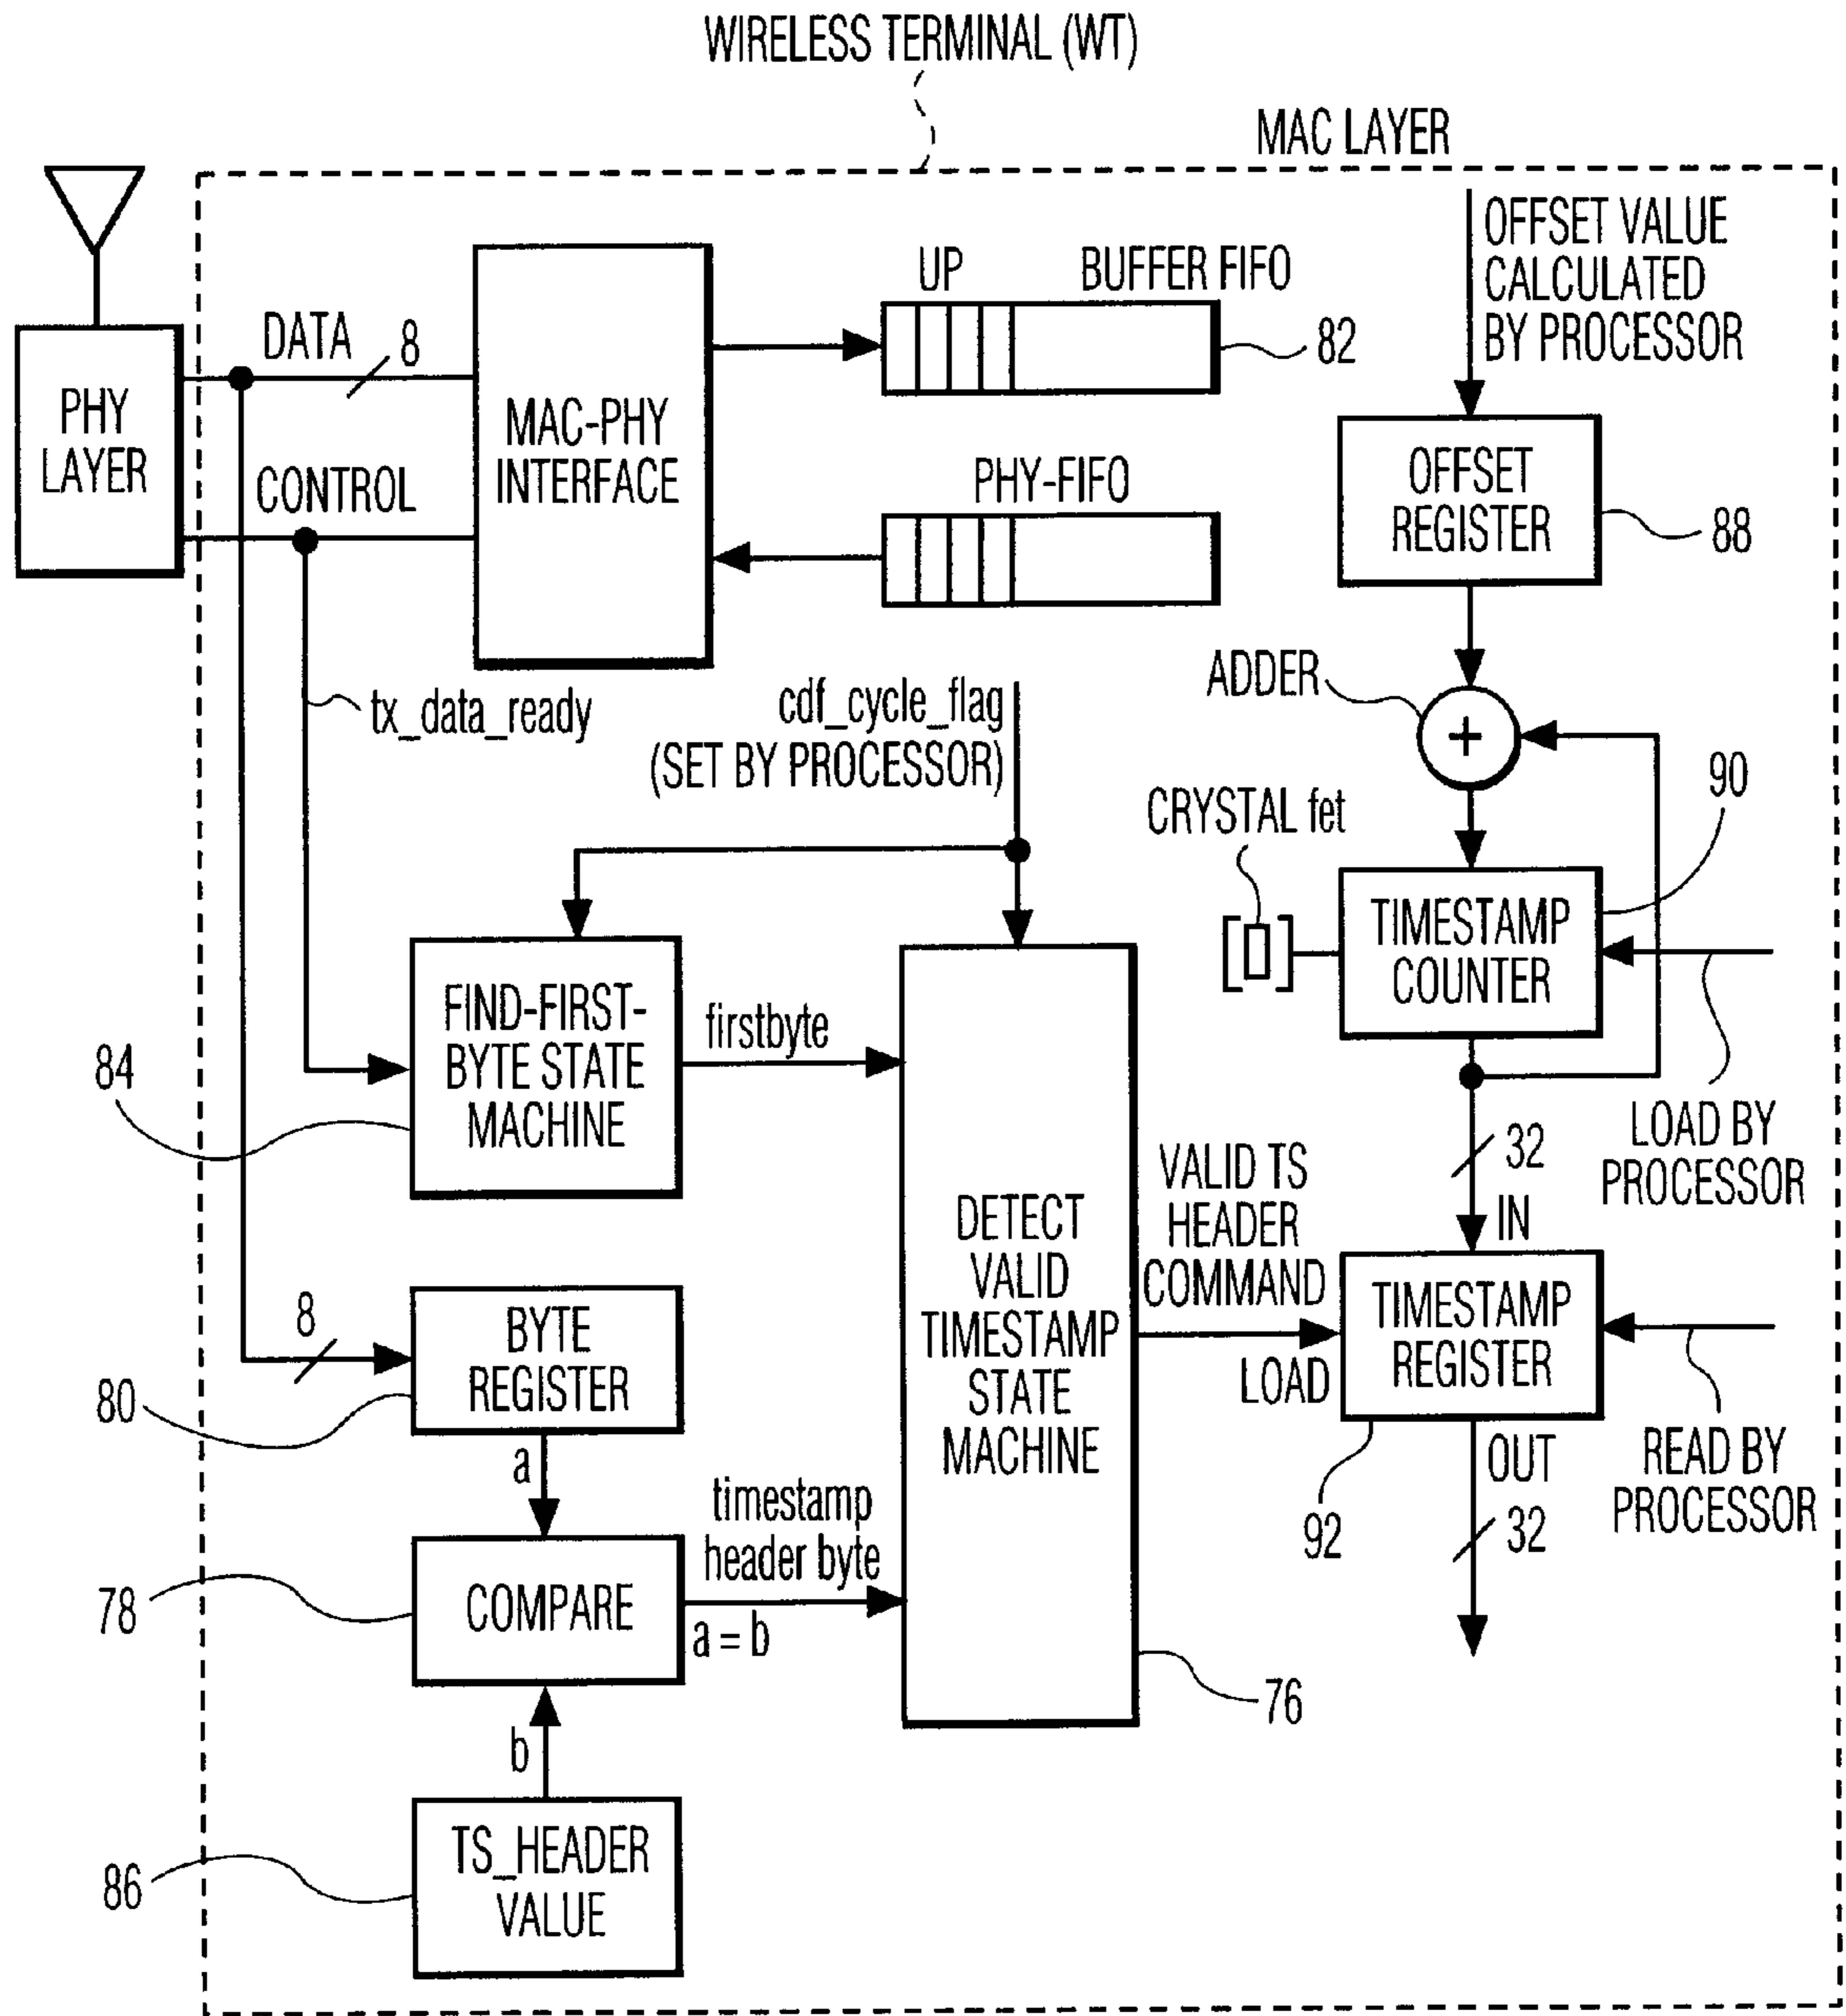 WIRELESS TERMINAL (WT)
MAC LAYER
PHY
LAYER
DATA
8
CONTROL
MAC-PHY
INTERFACE
UP
BUFFER FIFO
82
PHY-FIFO
OFFSET VALUE
CALCULATED
BY PROCESSOR
OFFSET
REGISTER
88
ADDER
+
90
tx_data_ready
cdf_cycle_flag
(SET BY PROCESSOR)
CRYSTAL fet
TIMESTAMP
COUNTER
FIND-FIRST-
BYTE STATE
MACHINE
84
firstbyte
LOAD BY
PROCESSOR
32
IN
DETECT
VALID
TIMESTAMP
STATE
MACHINE
VALID TS
HEADER
COMMAND
LOAD
TIMESTAMP
REGISTER
8
BYTE
REGISTER
80
a
OUT
32
92
READ BY
PROCESSOR
timestamp
header byte
a = b
COMPARE
78
76
b
TS_HEADER
VALUE
86